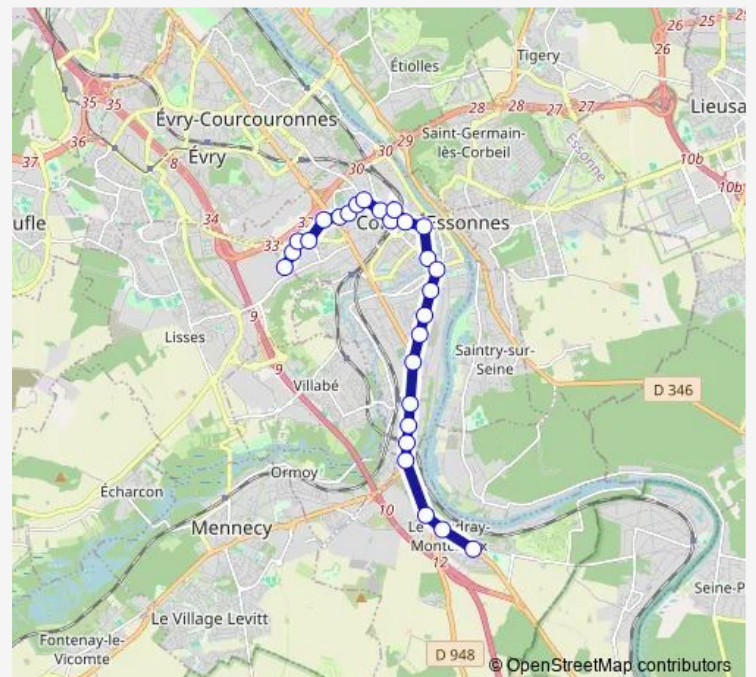 25
26
26
Étiolles
Tigery
35
35
28
28
27
27
Lieusa
Évry-Courcouronnes
36
29
Saint-Germain-
lès-Corbeil
Essonne
37
8
Évry
30
30
10b
10b
ufle
34
33
Essonnes
9
Lisses
9
Saintry-sur-
Seine
Villabé
D 346
Écharcon
Ormoy
10
Mennecy
12
Seine-P
Le Village Levitt
Fontenay-le-
Vicomte
D 948
© OpenStreetMap contributors